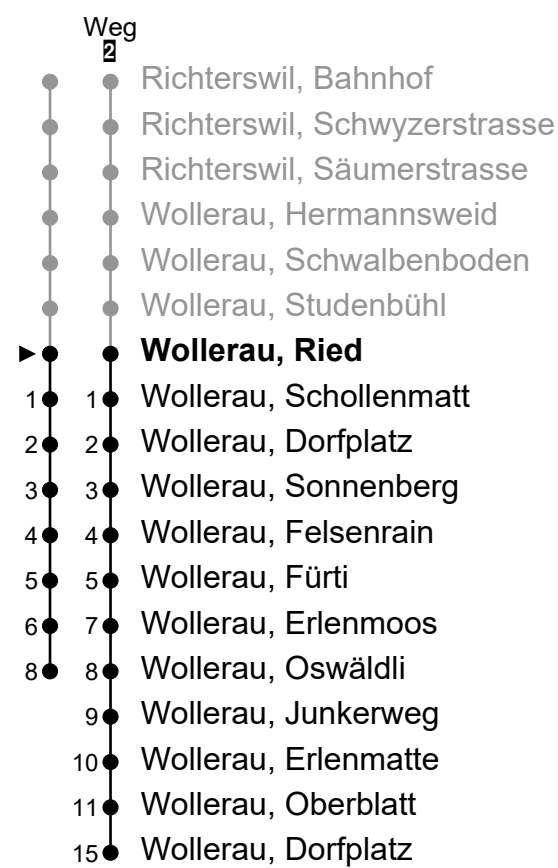 Weg
2
Richterswil, Bahnhof
Richterswil, Schwyzerstrasse
Richterswil, Säumerstrasse
Wollerau, Hermannsweid
Wollerau, Schwalbenboden
Wollerau, Studenbühl
Wollerau, Ried
1 1 Wollerau, Schollenmatt
2 2 Wollerau, Dorfplatz
3 3 Wollerau, Sonnenberg
4 4 Wollerau, Felsenrain
5 5 Wollerau, Fürti
6 7 Wollerau, Erlenmoos
8 8 Wollerau, Oswäldli
9 Wollerau, Junkerweg
10 Wollerau, Erlenmatte
11 Wollerau, Oberblatt
15 Wollerau, Dorfplatz